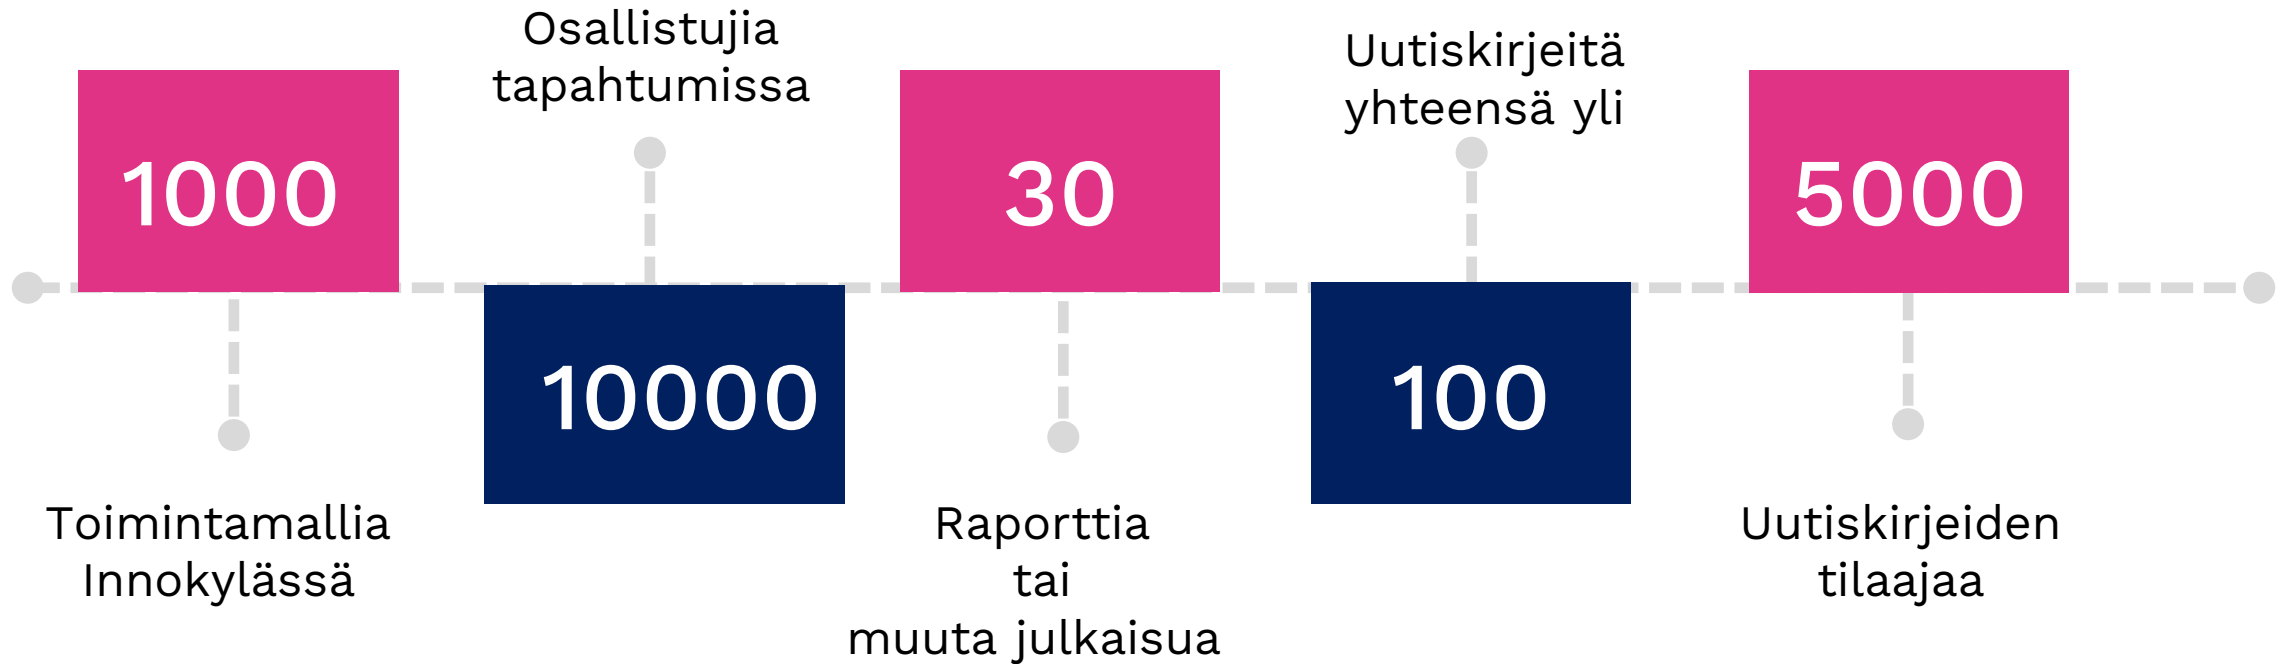 1000
Toimintamallia
Innokylässä
Osallistujia
tapahtumissa
10000
30
Raporttia
tai
muuta julkaisua
Uutiskirjeitä
yhteensä yli
100
5000
Uutiskirjeiden
tilaajaa